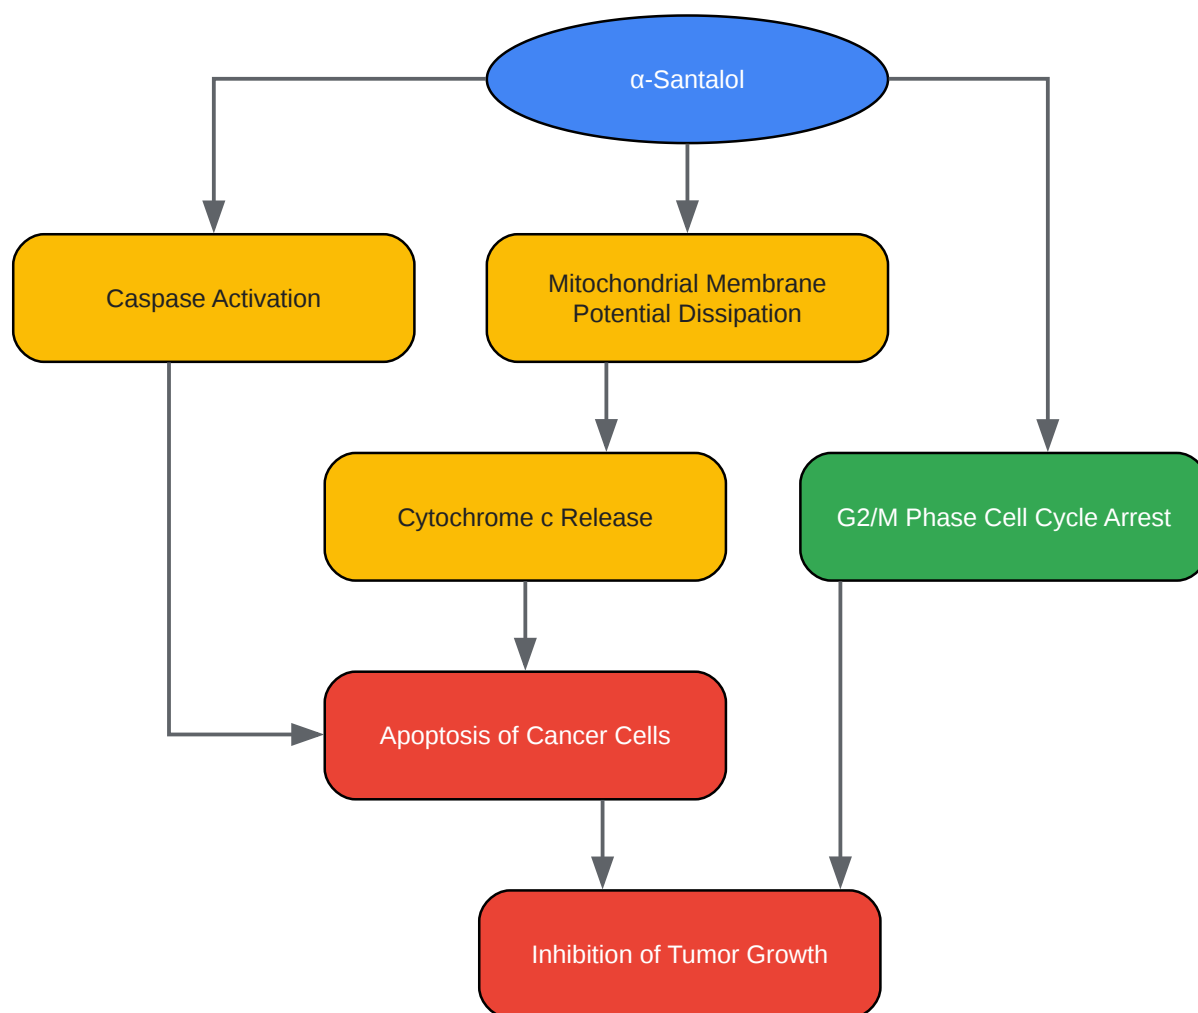 α-Santalol
Caspase Activation
Mitochondrial Membrane
Potential Dissipation
Cytochrome c Release
G2/M Phase Cell Cycle Arrest
Apoptosis of Cancer Cells
Inhibition of Tumor Growth